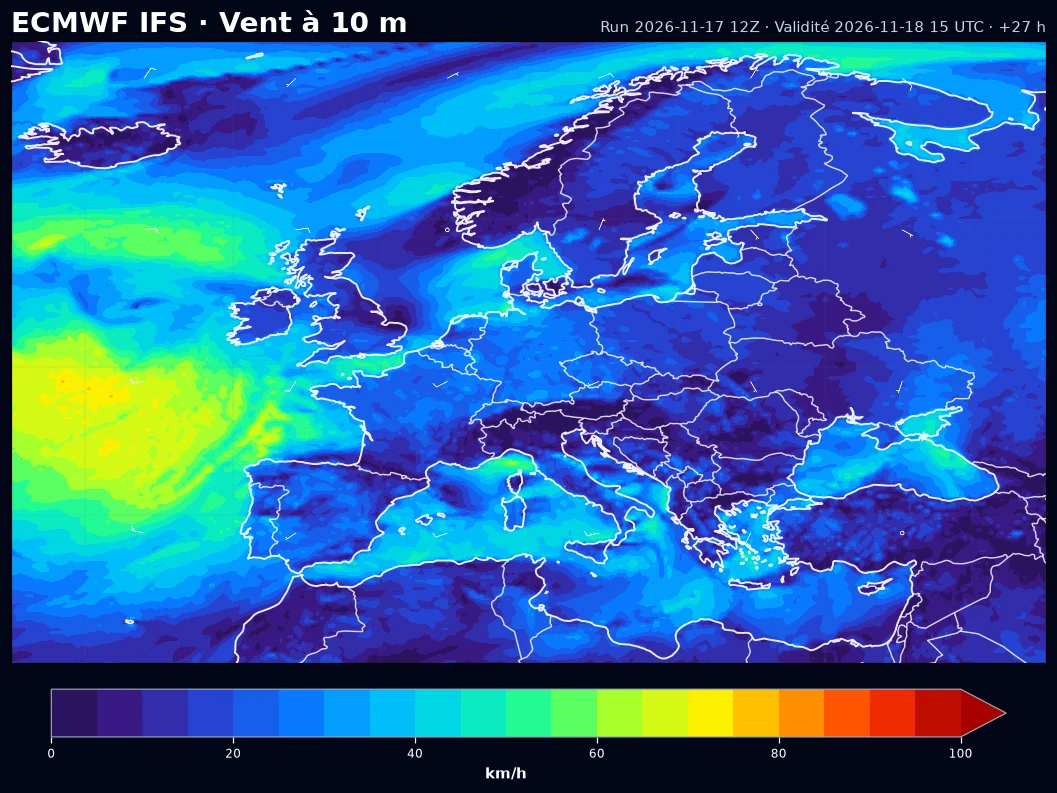 ECMWF IFS · Vent à 10 m
Run 2026-11-17 12Z · Validité 2026-11-18 15 UTC · +27 h
0 20 40 60 80 100
km/h